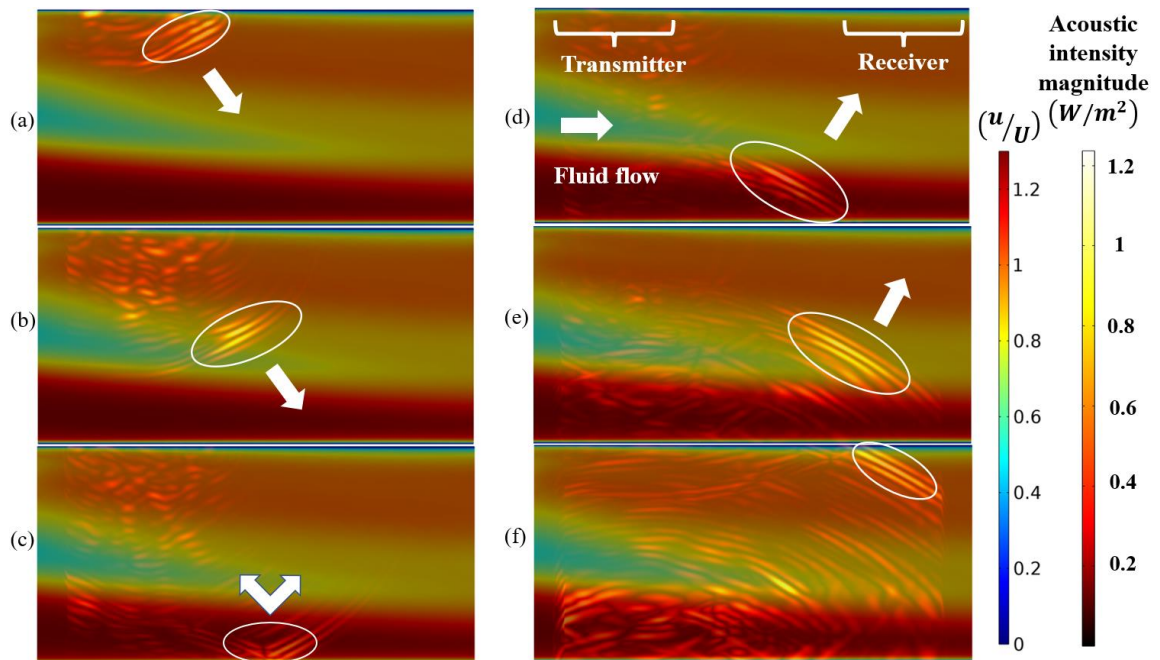 (a)
(b)
(c)
(d)
Transmitter
Receiver
Fluid flow
(e)
(f)
(u/U)
1.2
1
0.8
0.6
0.4
0.2
0
Acoustic
intensity
magnitude
(W/m²)
1.2
1
0.8
0.6
0.4
0.2